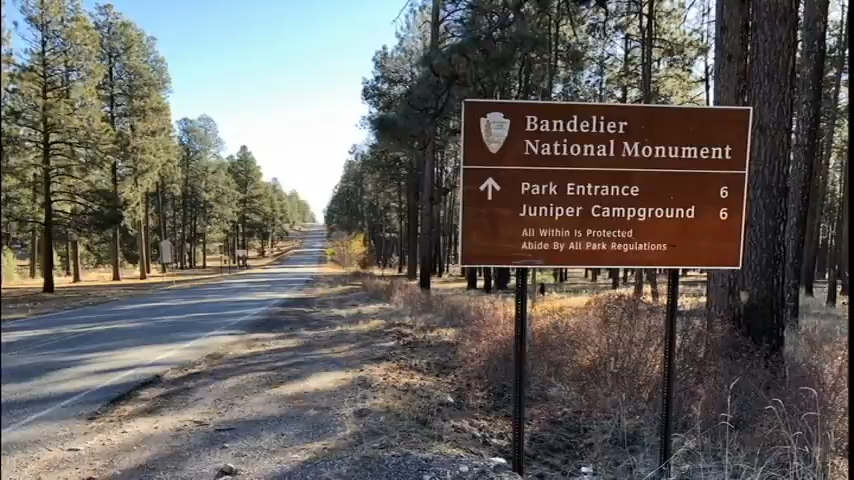 Bandelier
National Monument
Park Entrance 6
Juniper Campground 6
All Within Is Protected
Abide By All Park Regulations